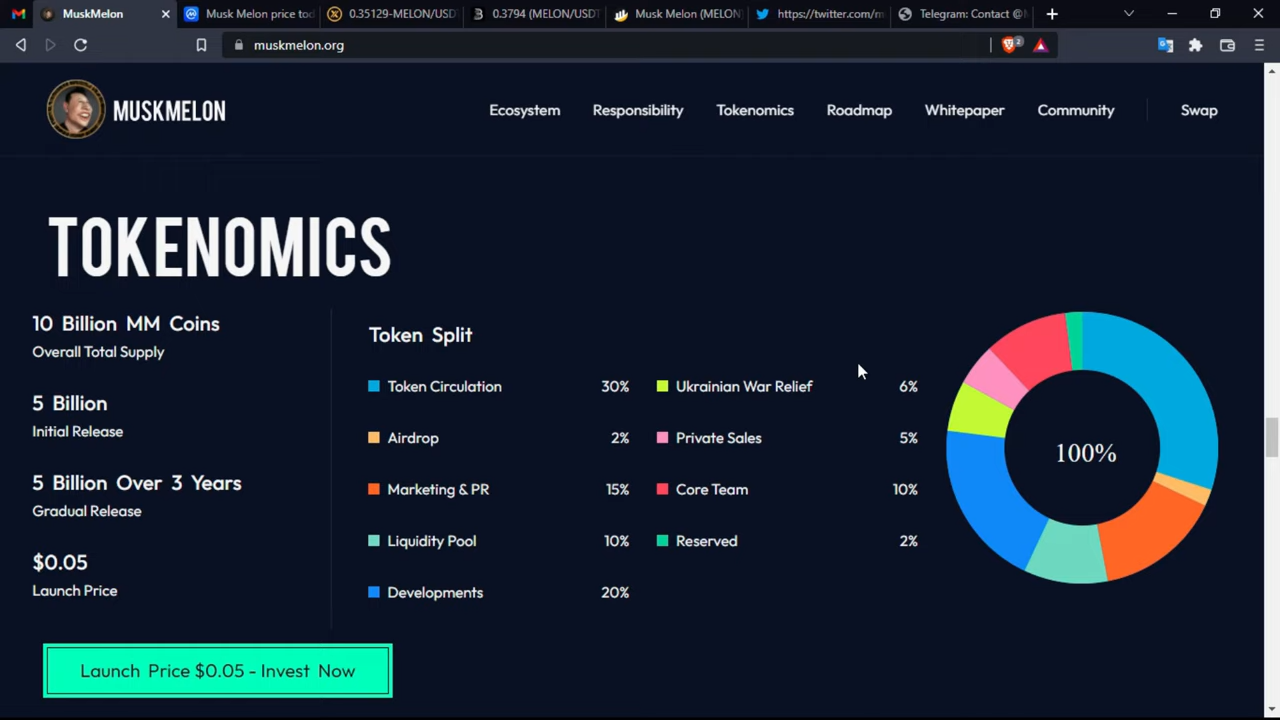 MuskMelon
Musk Melon price tod
0.35129-MELON/USDT
0.3794 (MELON/USDT
Musk Melon (MELON)
https://twitter.com/m
Telegram: Contact @M
muskmelon.org
2
MUSKMELON
Ecosystem
Responsibility
Tokenomics
Roadmap
Whitepaper
Community
Swap
TOKENOMICS
10 Billion MM Coins
Overall Total Supply
5 Billion
Initial Release
5 Billion Over 3 Years
Gradual Release
$0.05
Launch Price
Token Split
Token Circulation 30%
Airdrop 2%
Marketing & PR 15%
Liquidity Pool 10%
Developments 20%
Ukrainian War Relief 6%
Private Sales 5%
Core Team 10%
Reserved 2%
100%
Launch Price $0.05 - Invest Now